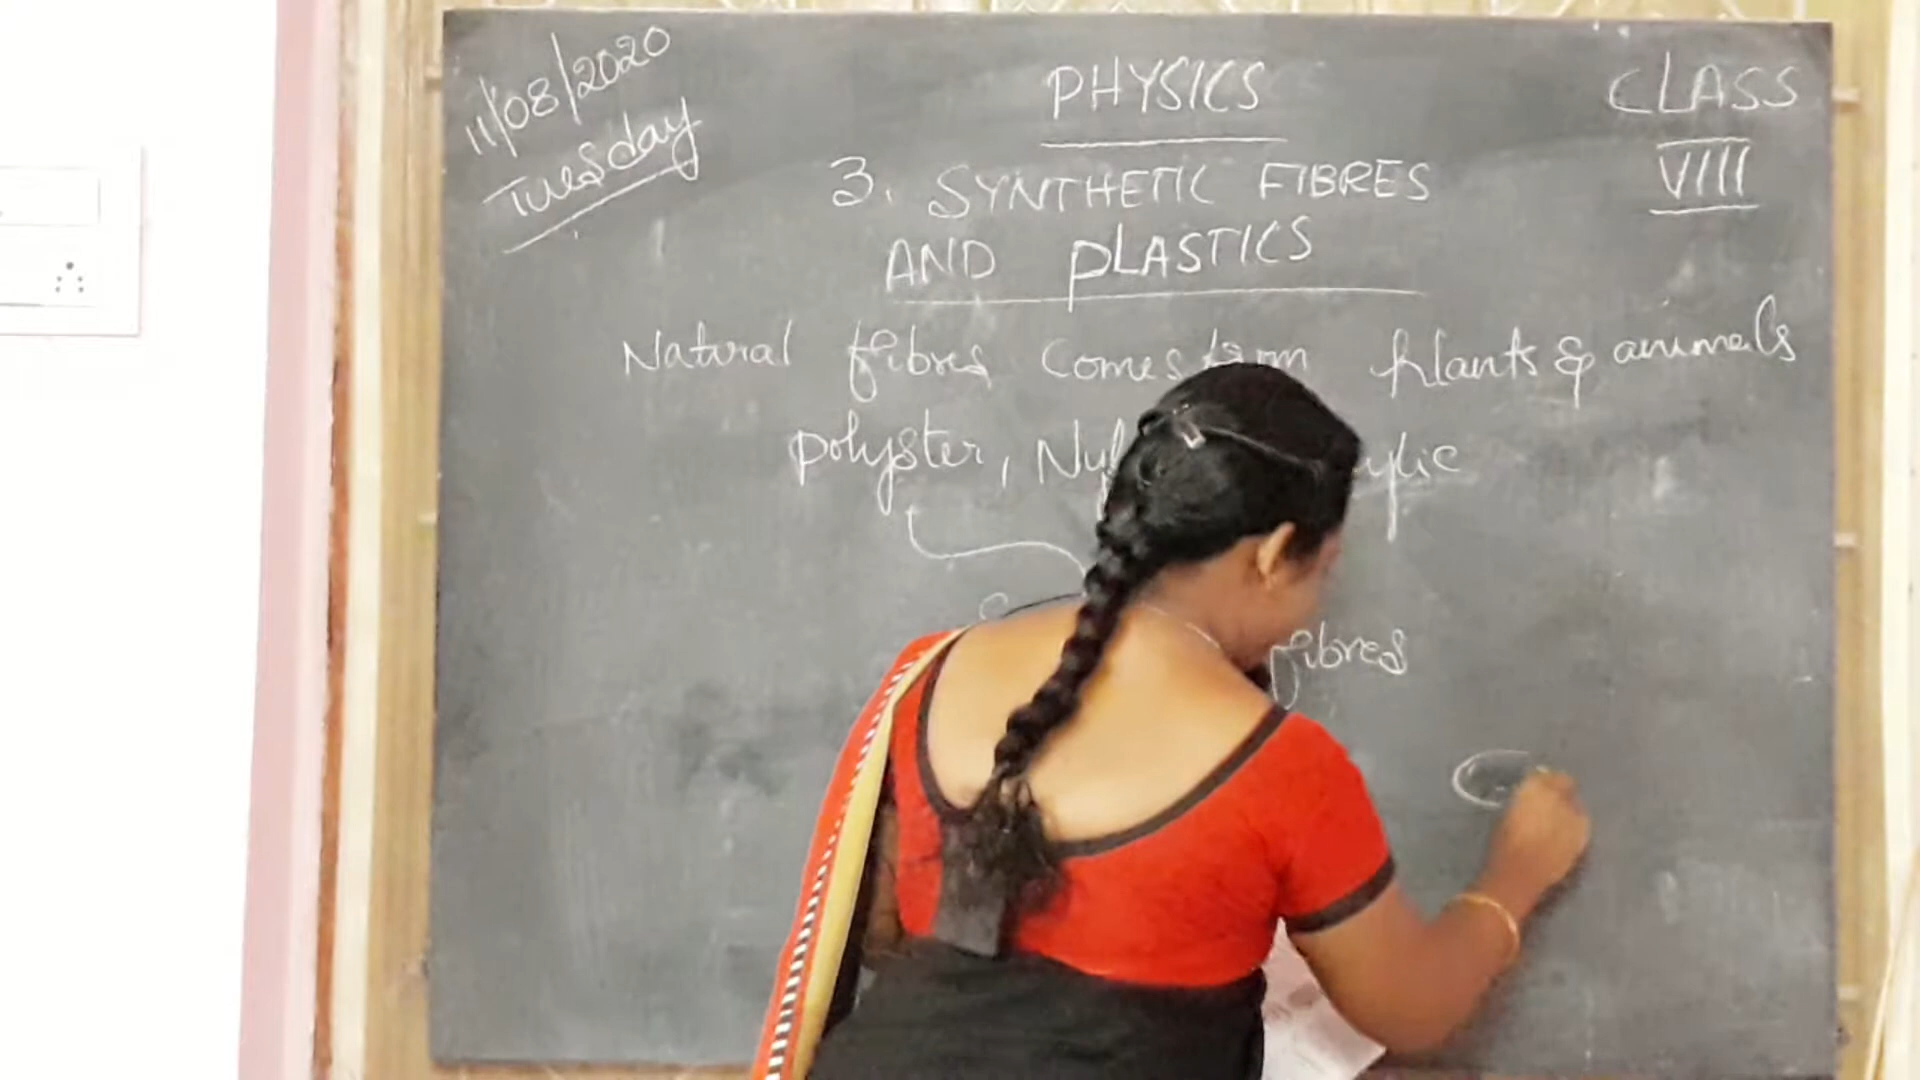 11/08/2020
Tuesday
PHYSICS
CLASS
VIII
3. SYNTHETIC FIBRES
AND PLASTICS
Natural fibres Comes from Plants & animals
polyster,
fibres